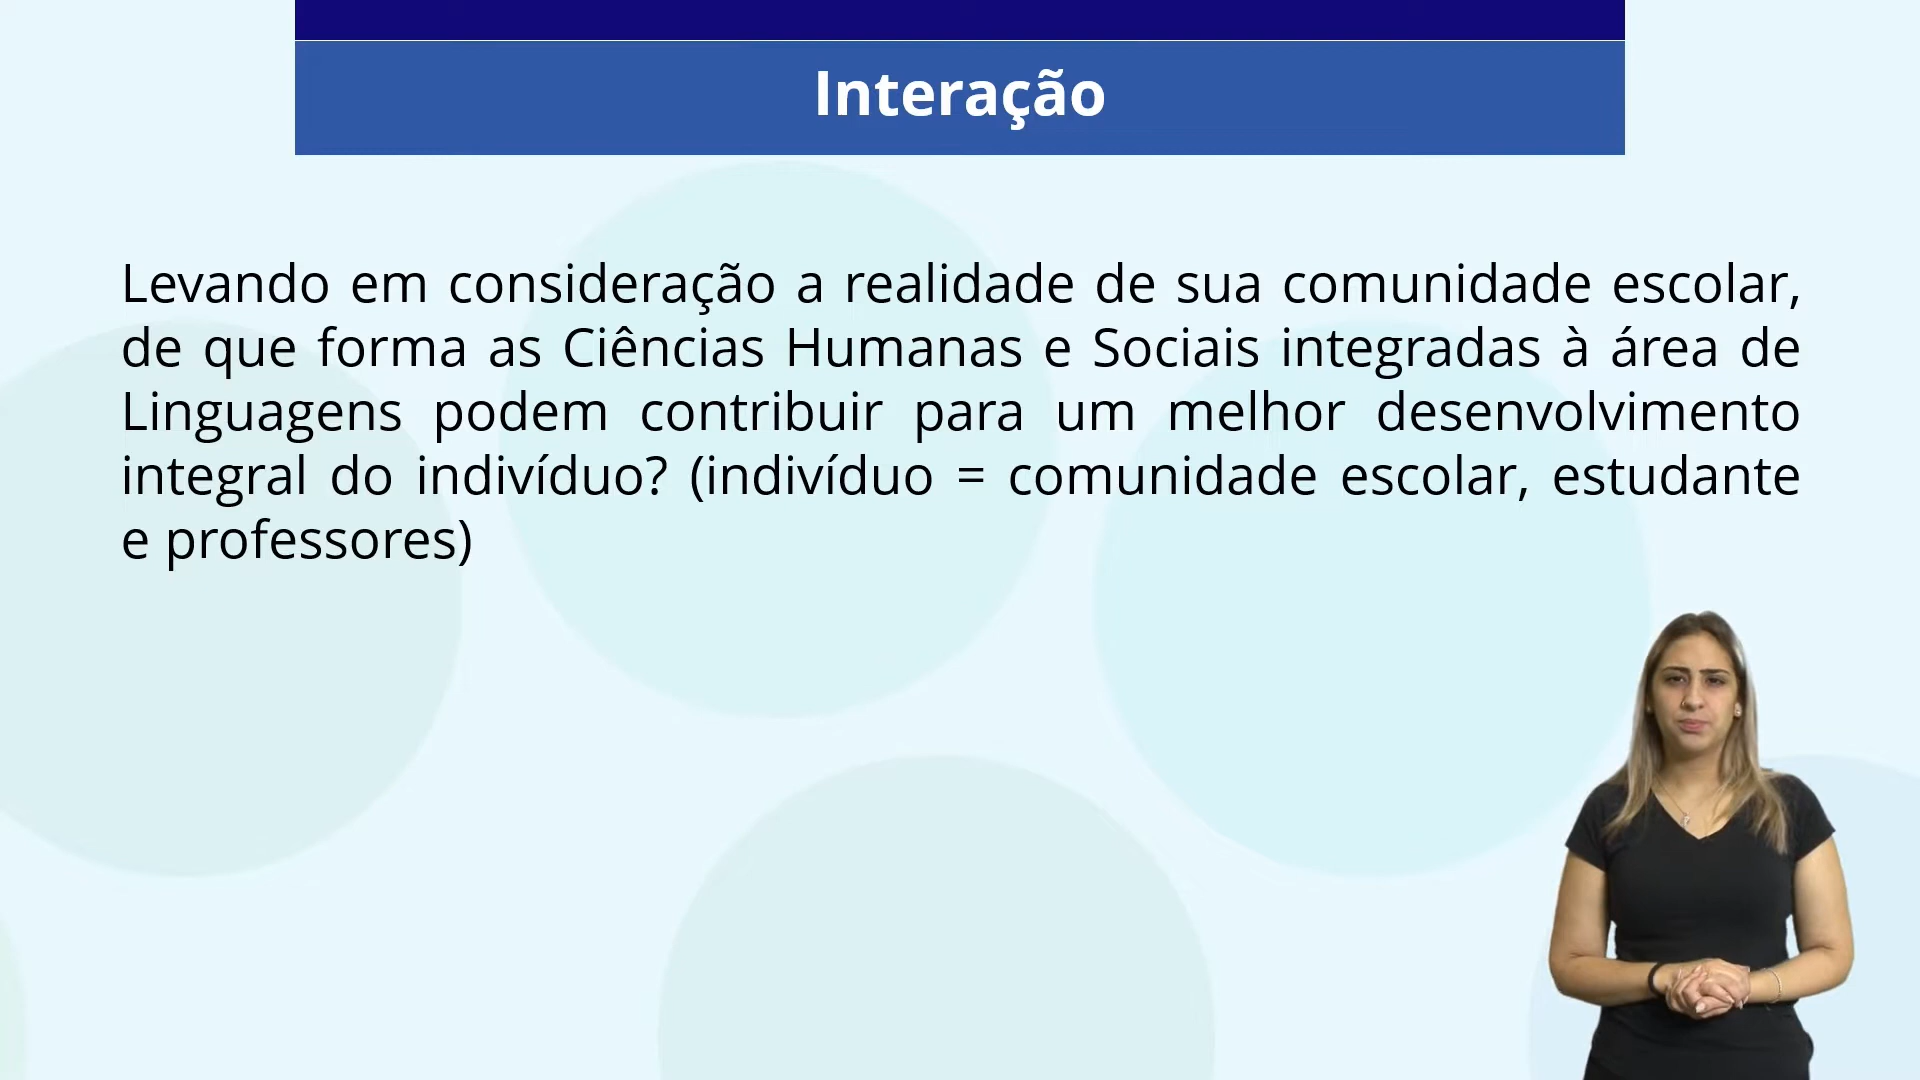 Interação
Levando em consideração a realidade de sua comunidade escolar,
de que forma as Ciências Humanas e Sociais integradas à área de
Linguagens podem contribuir para um melhor desenvolvimento
integral do indivíduo? (indivíduo = comunidade escolar, estudante
e professores)